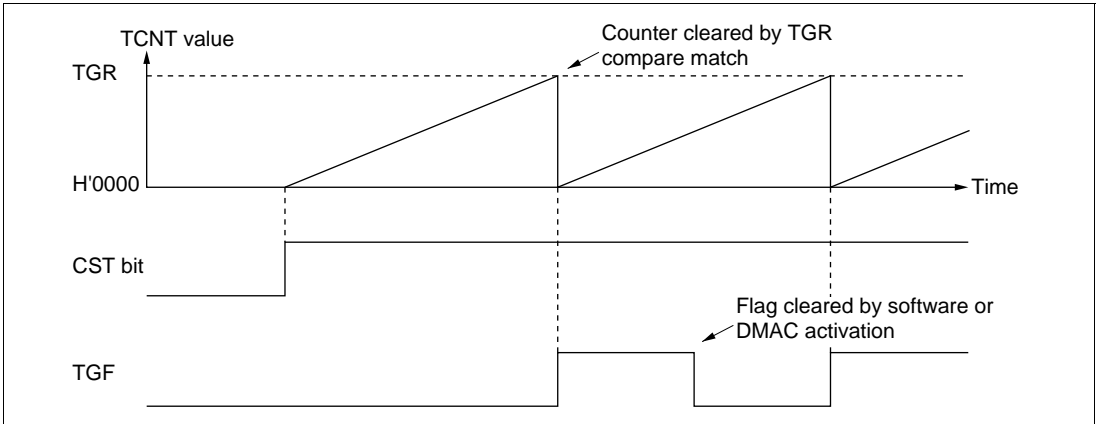 TCNT value
Counter cleared by TGR
compare match
TGR
H'0000
Time
CST bit
Flag cleared by software or
DMAC activation
TGF